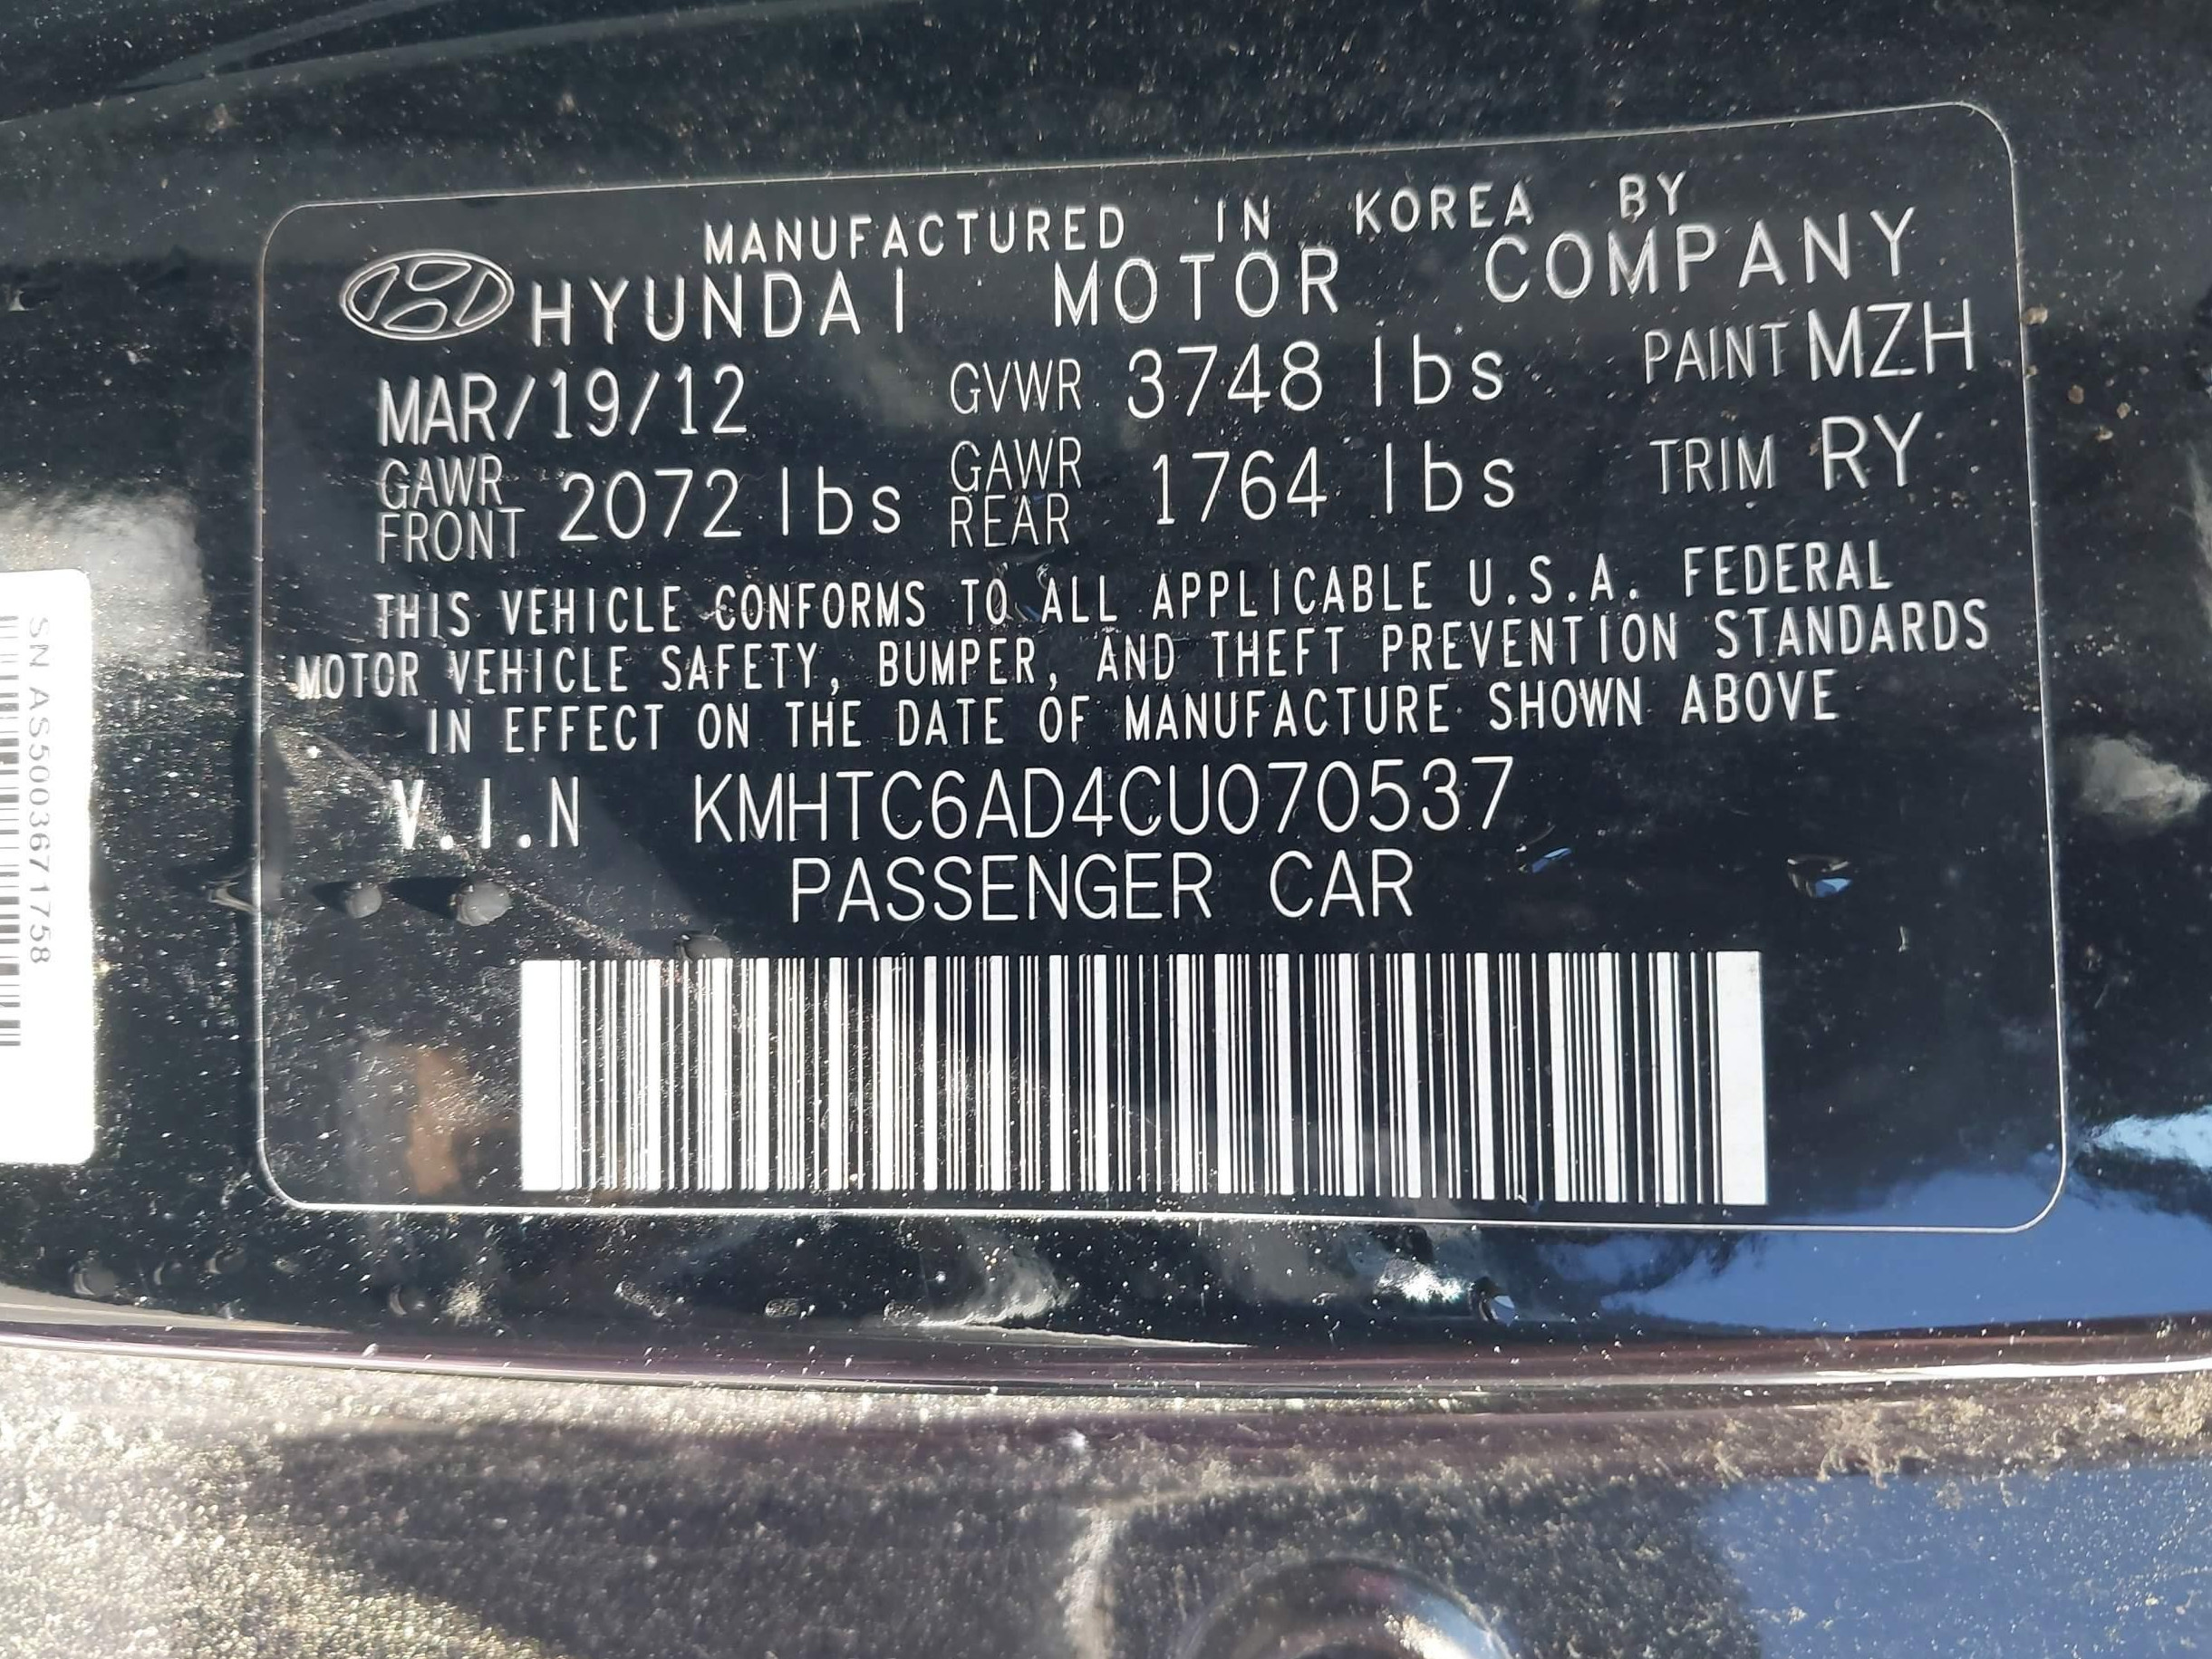 MANUFACTURED IN KOREA BY
HYUNDAI MOTOR COMPANY
MAR/19/12 GVWR 3748 lbs PAINT MZH
GAWR FRONT 2072 lbs GAWR REAR 1764 lbs TRIM RY
THIS VEHICLE CONFORMS TO ALL APPLICABLE U.S.A. FEDERAL
MOTOR VEHICLE SAFETY, BUMPER, AND THEFT PREVENTION STANDARDS
IN EFFECT ON THE DATE OF MANUFACTURE SHOWN ABOVE
V.I.N KMHTC6AD4CU070537
PASSENGER CAR
SN AS500367171758